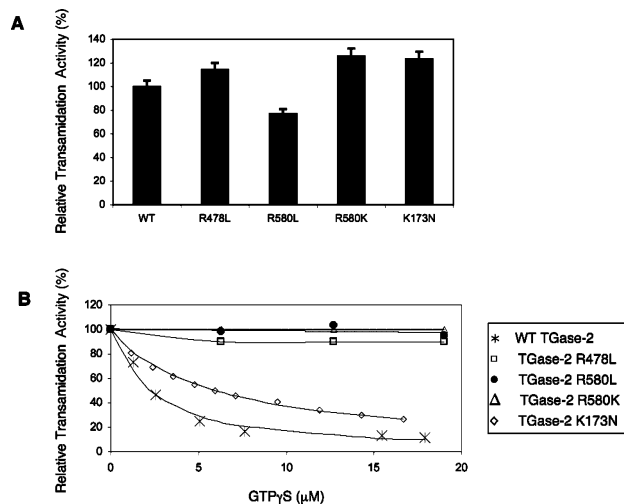 A
Relative Transamidation Activity (%)
140
120
100
80
60
40
20
0
WT R478L R580L R580K K173N
B
Relative Transamidation Activity (%)
120
100
80
60
40
20
0
0 5 10 15 20
GTPγS (μM)
WT TGase-2
TGase-2 R478L
TGase-2 R580L
TGase-2 R580K
TGase-2 K173N